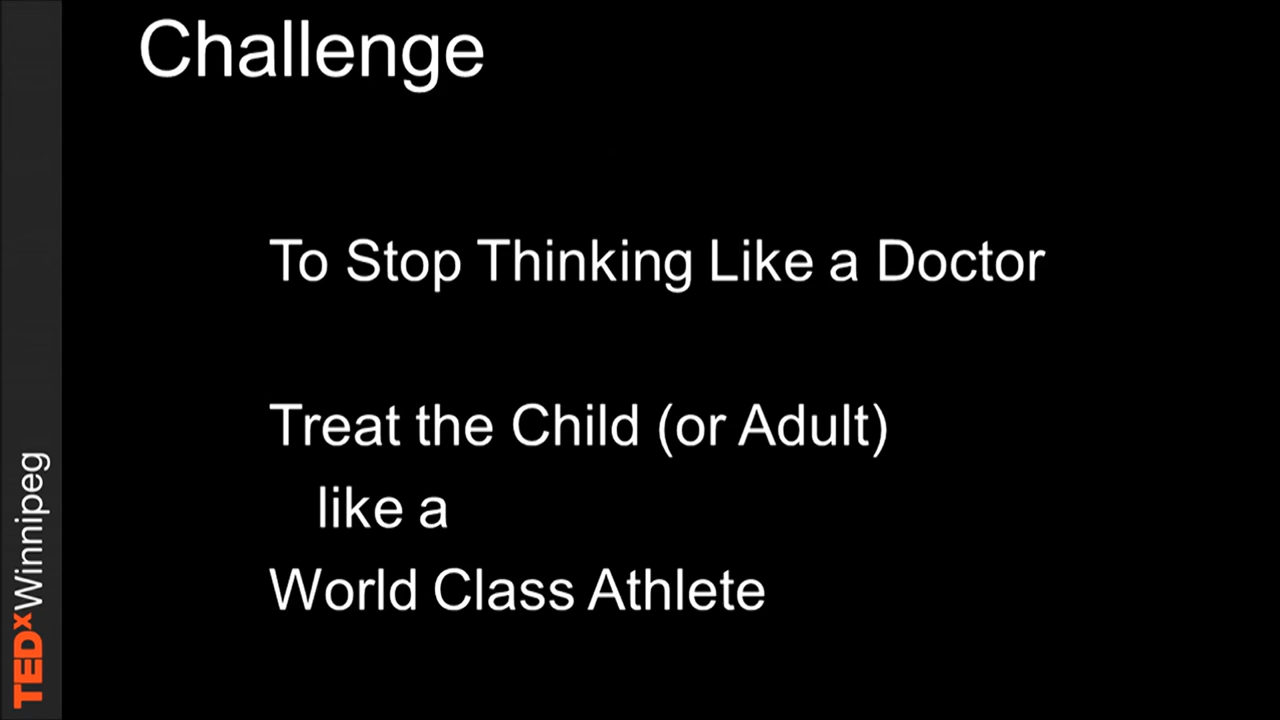 Challenge
To Stop Thinking Like a Doctor
Treat the Child (or Adult)
like a
World Class Athlete
TEDxWinnipeg